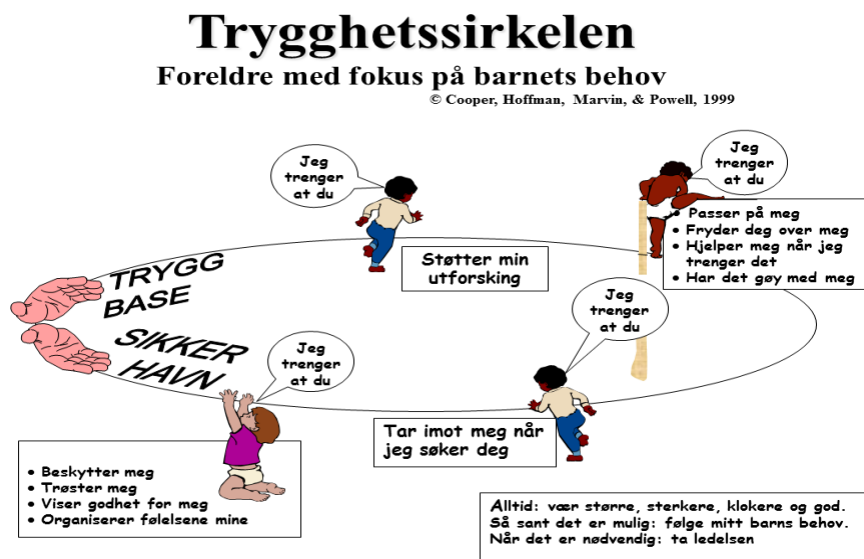 Trygghetssirkelen
Foreldre med fokus på barnets behov
© Cooper, Hoffman, Marvin, & Powell, 1999
Jeg
trenger
at du
Støtter min
utforsking
Jeg
trenger
at du
• Passer på meg
• Fryder deg over meg
• Hjelper meg når jeg
trenger det
• Har det gøy med meg
TRYGG
BASE
SIKKER
HAVN
Jeg
trenger
at du
Tar imot meg når
jeg søker deg
Jeg
trenger
at du
• Beskytter meg
• Trøster meg
• Viser godhet for meg
• Organiserer følelsene mine
Alltid: vær større, sterkere, klokere og god.
Så sant det er mulig: følge mitt barns behov.
Når det er nødvendig: ta ledelsen